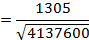 = 1305 / √4137600